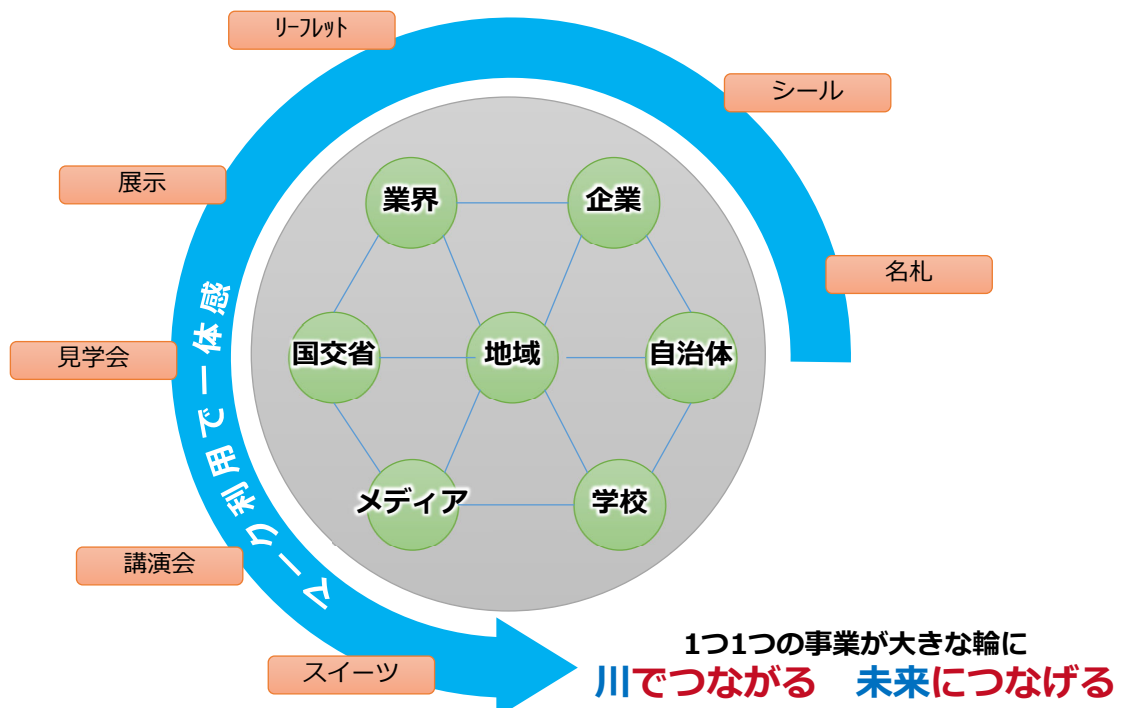 リーフレット
シール
展示
業界
企業
名札
マーク利用で一体感
見学会
国交省
地域
自治体
メディア
学校
講演会
スイーツ
1つ1つの事業が大きな輪に
川でつながる　未来につなげる